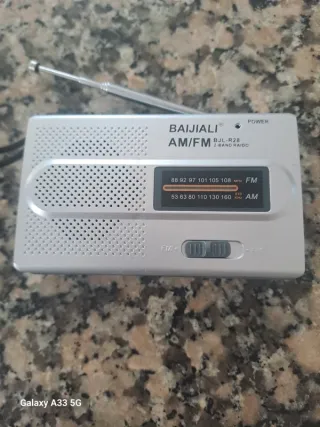 POWER
BAIJIALI
AM/FM BJL-R28
2-BAND RADIO
88 92 97 101 105 108 MHz FM
53 63 80 110 130 160 AM
Galaxy A33 5G